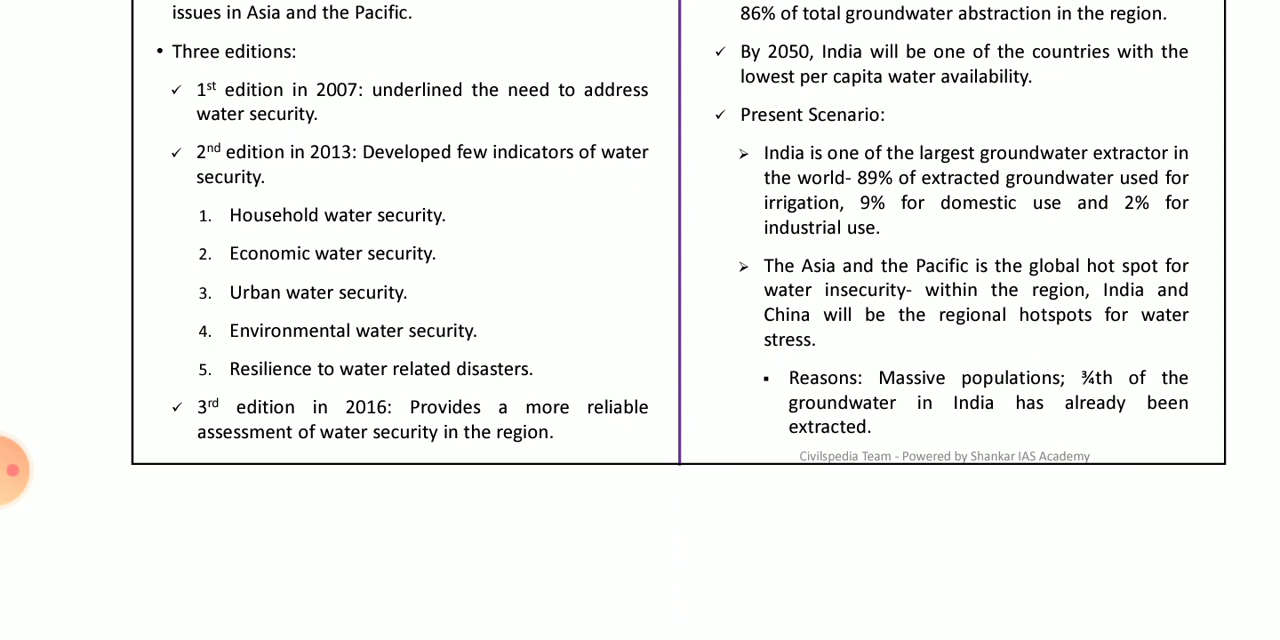 issues in Asia and the Pacific.
• Three editions:
✓ 1st edition in 2007: underlined the need to address
water security.
✓ 2nd edition in 2013: Developed few indicators of water
security.
1. Household water security.
2. Economic water security.
3. Urban water security.
4. Environmental water security.
5. Resilience to water related disasters.
✓ 3rd edition in 2016: Provides a more reliable
assessment of water security in the region.
86% of total groundwater abstraction in the region.
✓ By 2050, India will be one of the countries with the
lowest per capita water availability.
✓ Present Scenario:
➢ India is one of the largest groundwater extractor in
the world- 89% of extracted groundwater used for
irrigation, 9% for domestic use and 2% for
industrial use.
➢ The Asia and the Pacific is the global hot spot for
water insecurity- within the region, India and
China will be the regional hotspots for water
stress.
▪ Reasons: Massive populations; ¾th of the
groundwater in India has already been
extracted.
Civilspedia Team - Powered by Shankar IAS Academy